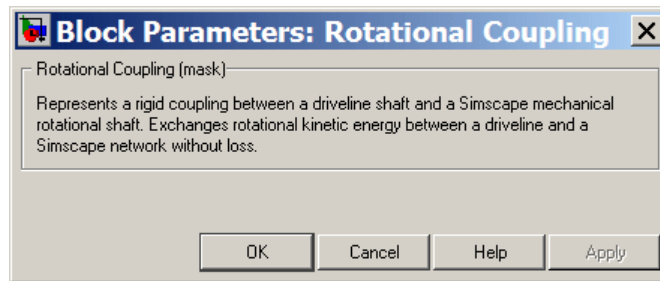 Block Parameters: Rotational Coupling
Rotational Coupling (mask)
Represents a rigid coupling between a driveline shaft and a Simscape mechanical
rotational shaft. Exchanges rotational kinetic energy between a driveline and a
Simscape network without loss.
OK Cancel Help Apply